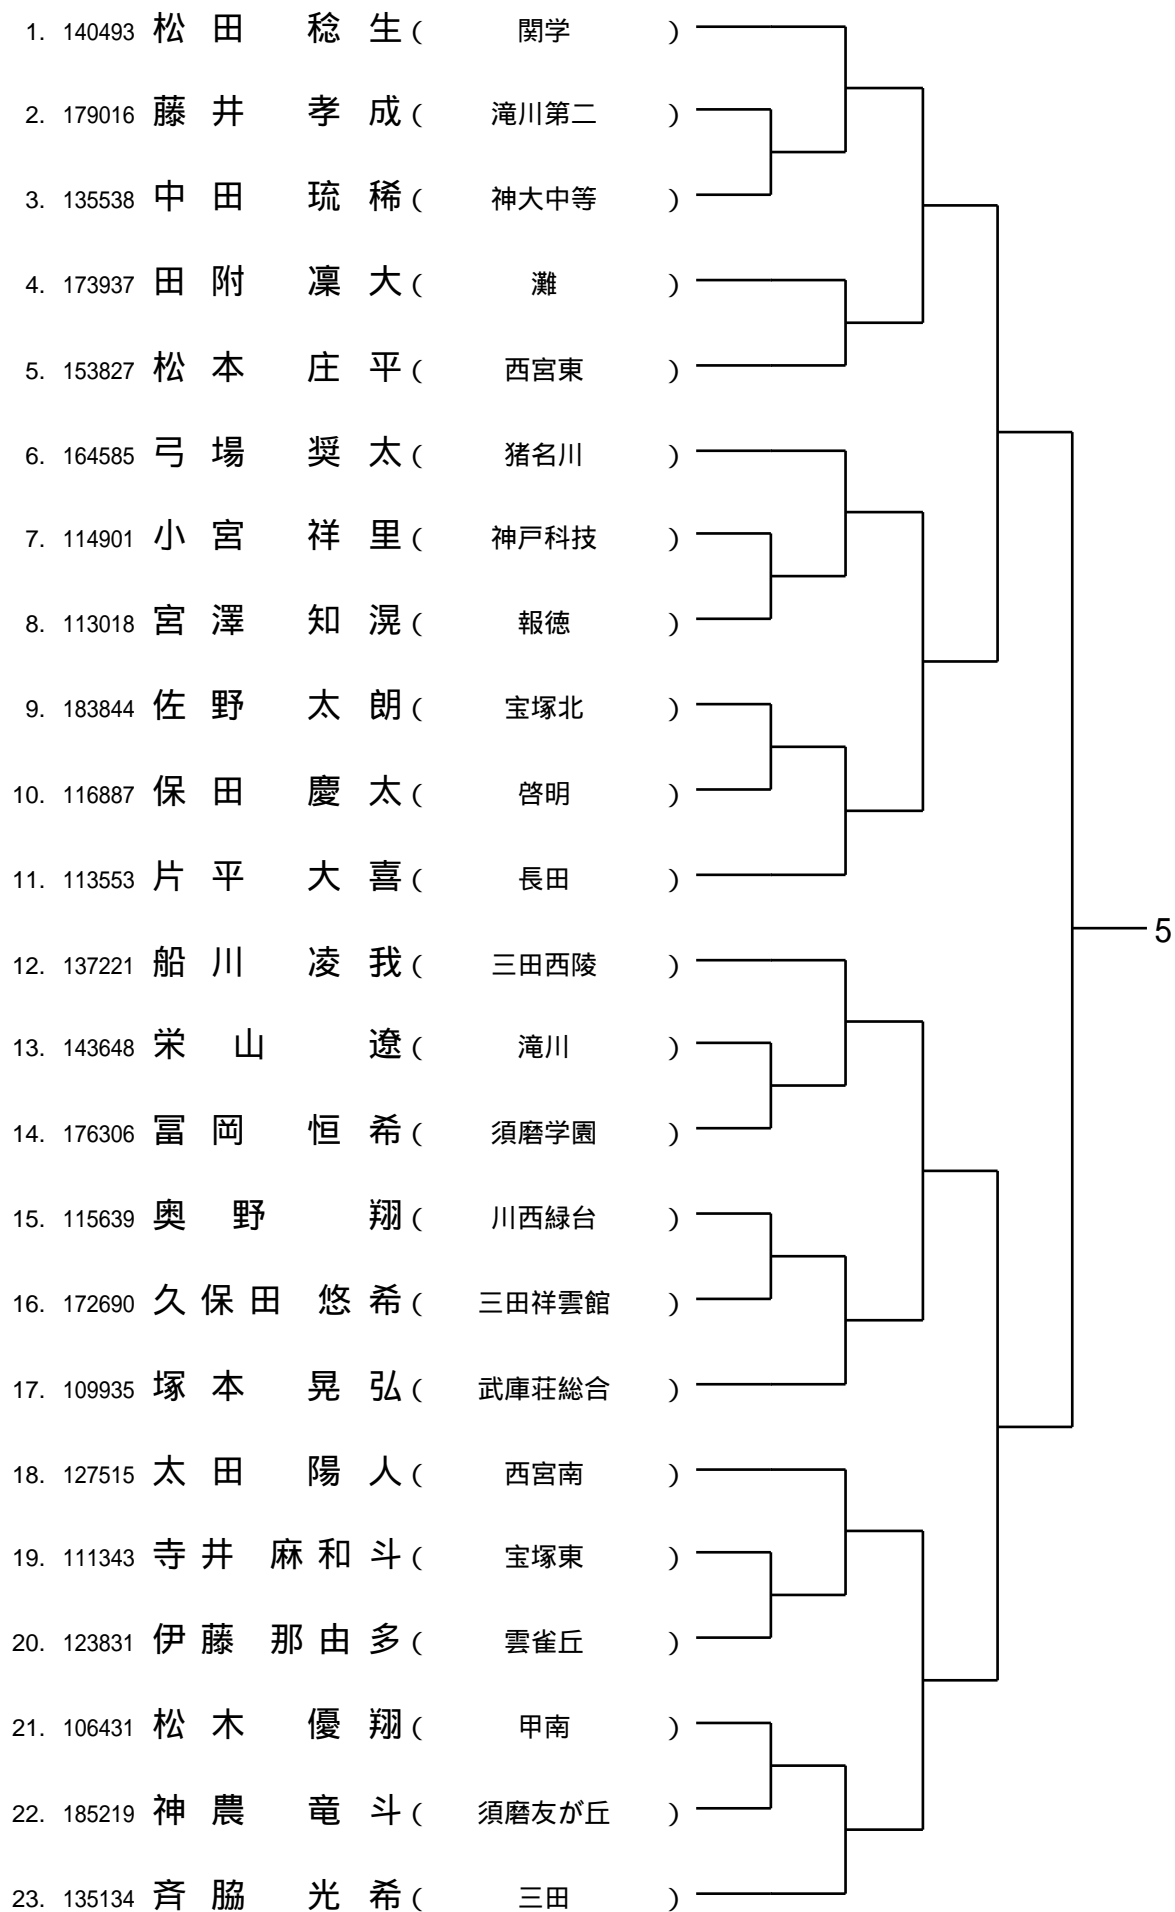 1. 140493 松田 稔生 ( 関学 )
2. 179016 藤井 孝成 ( 滝川第二 )
3. 135538 中田 琉稀 ( 神大中等 )
4. 173937 田附 凜大 ( 灘 )
5. 153827 松本 庄平 ( 西宮東 )
6. 164585 弓場 奨太 ( 猪名川 )
7. 114901 小宮 祥里 ( 神戸科技 )
8. 113018 宮澤 知滉 ( 報徳 )
9. 183844 佐野 太朗 ( 宝塚北 )
10. 116887 保田 慶太 ( 啓明 )
11. 113553 片平 大喜 ( 長田 )
5
12. 137221 船川 凌我 ( 三田西陵 )
13. 143648 栄山 遼 ( 滝川 )
14. 176306 冨岡 恒希 ( 須磨学園 )
15. 115639 奥野 翔 ( 川西緑台 )
16. 172690 久保田 悠希 ( 三田祥雲館 )
17. 109935 塚本 晃弘 ( 武庫荘総合 )
18. 127515 太田 陽人 ( 西宮南 )
19. 111343 寺井 麻和斗 ( 宝塚東 )
20. 123831 伊藤 那由多 ( 雲雀丘 )
21. 106431 松木 優翔 ( 甲南 )
22. 185219 神農 竜斗 ( 須磨友が丘 )
23. 135134 斉脇 光希 ( 三田 )